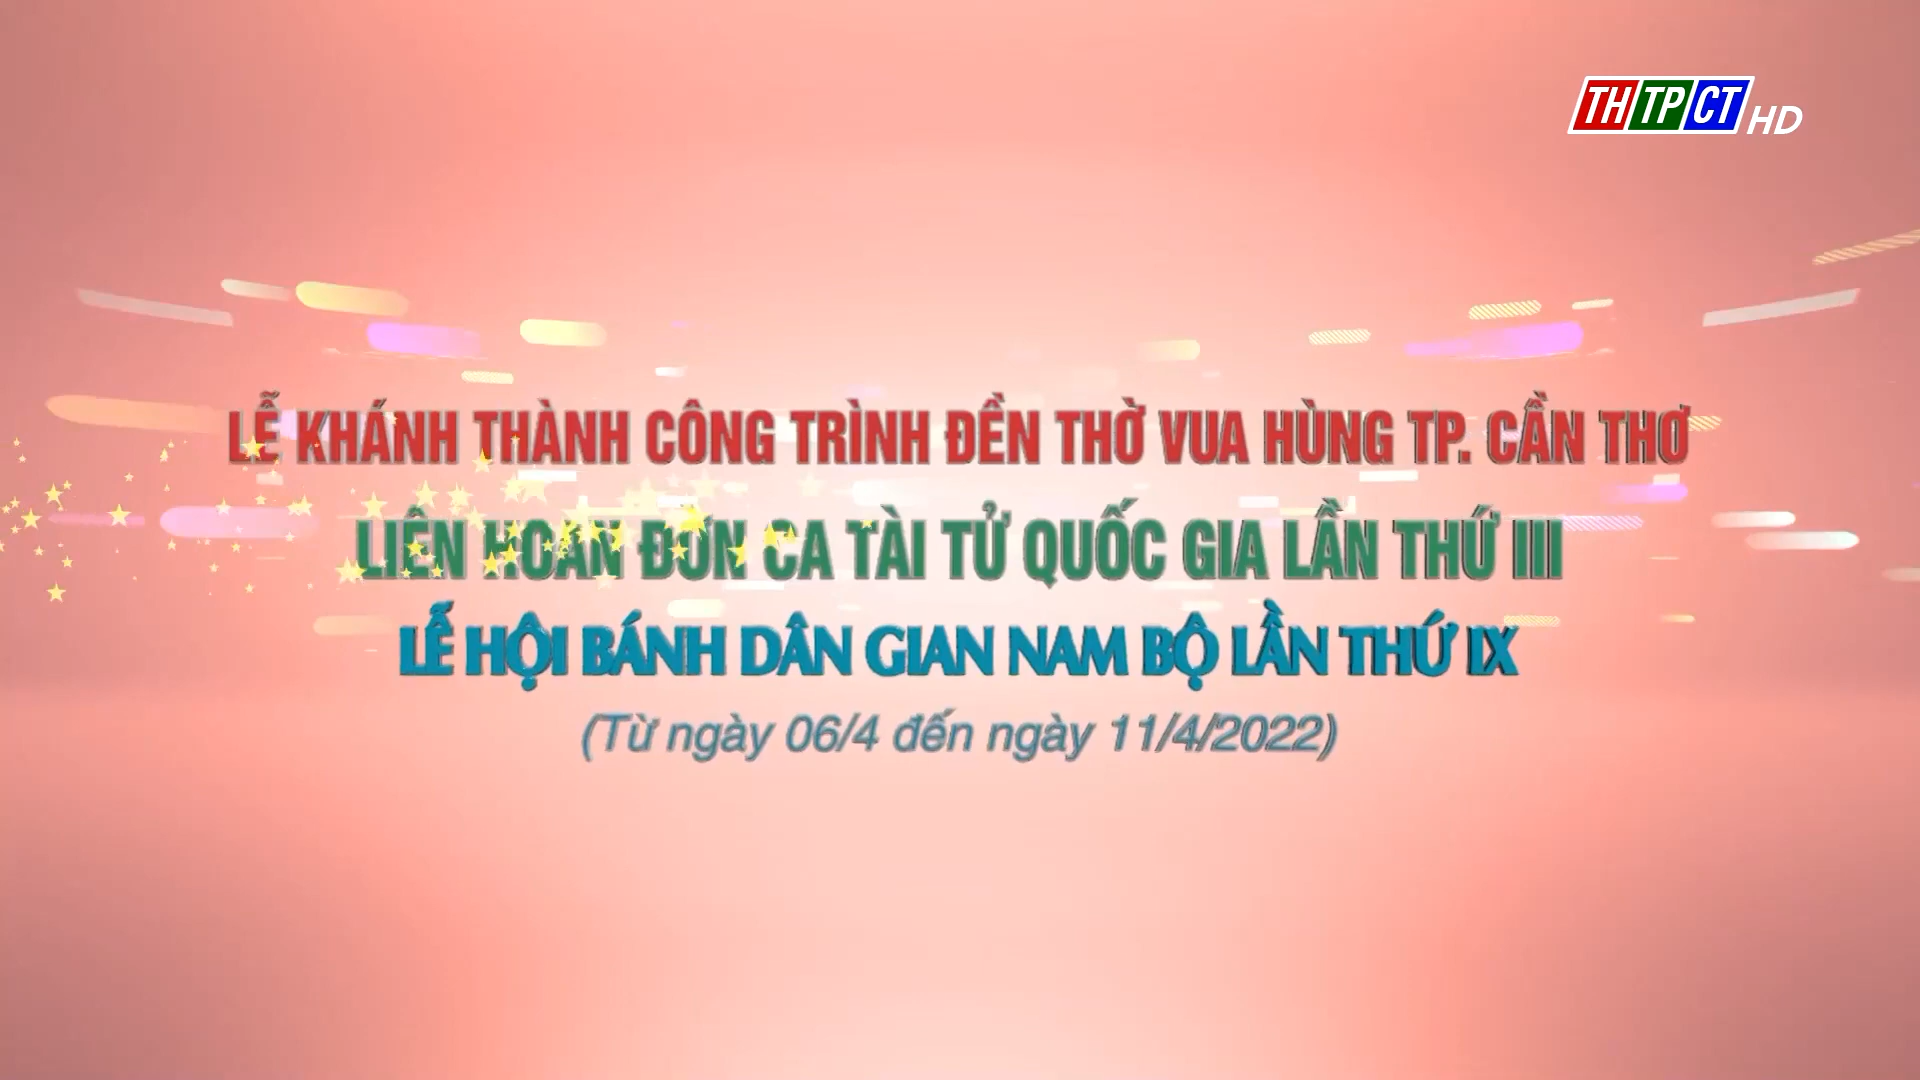 THTPCT HD
LỄ KHÁNH THÀNH CÔNG TRÌNH ĐỀN THỜ VUA HÙNG TP. CẦN THƠ
LIÊN HOAN ĐỜN CA TÀI TỬ QUỐC GIA LẦN THỨ III
LỄ HỘI BÁNH DÂN GIAN NAM BỘ LẦN THỨ IX
(Từ ngày 06/4 đến ngày 11/4/2022)